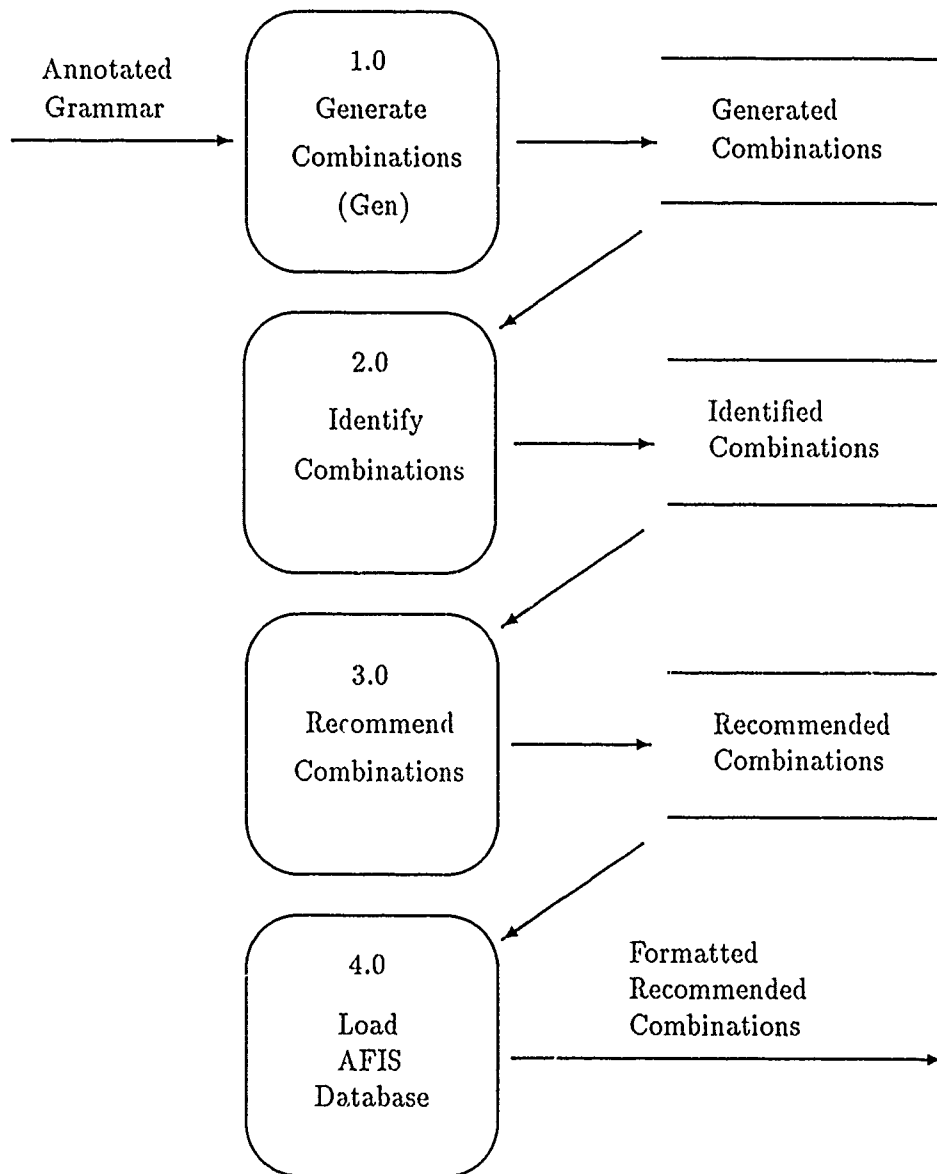 Annotated
Grammar
1.0
Generate
Combinations
(Gen)
Generated
Combinations
2.0
Identify
Combinations
Identified
Combinations
3.0
Recommend
Combinations
Recommended
Combinations
4.0
Load
AFIS
Database
Formatted
Recommended
Combinations